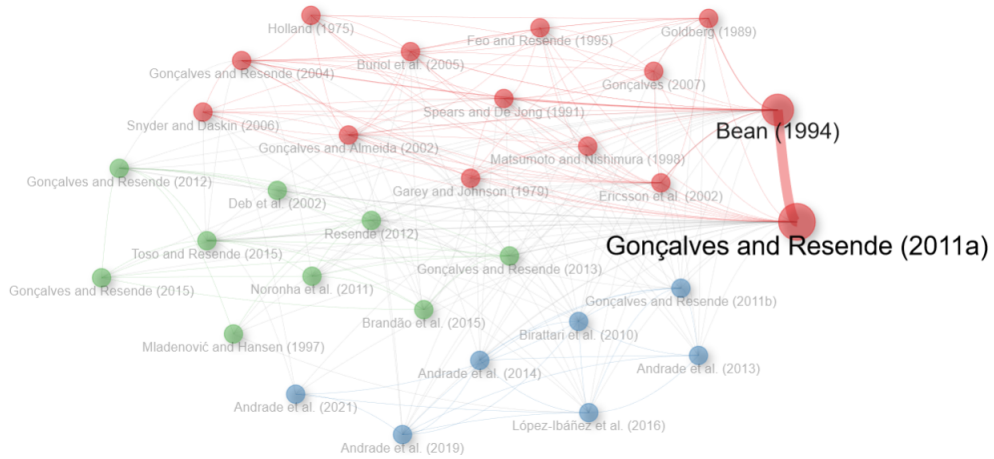 Holland (1975)
Goldberg (1989)
Feo and Resende (1995)
Buriol et al. (2005)
Gonçalves and Resende (2004)
Gonçalves (2007)
Spears and De Jong (1991)
Snyder and Daskin (2006)
Bean (1994)
Gonçalves and Almeida (2002)
Matsumoto and Nishimura (1998)
Gonçalves and Resende (2012)
Garey and Johnson (1979)
Ericsson et al. (2002)
Deb et al. (2002)
Resende (2012)
Gonçalves and Resende (2011a)
Toso and Resende (2015)
Gonçalves and Resende (2013)
Gonçalves and Resende (2015)
Noronha et al. (2011)
Gonçalves and Resende (2011b)
Brandão et al. (2015)
Birattari et al. (2010)
Mladenovič and Hansen (1997)
Andrade et al. (2014)
Andrade et al. (2013)
Andrade et al. (2021)
López-Ibáñez et al. (2016)
Andrade et al. (2019)